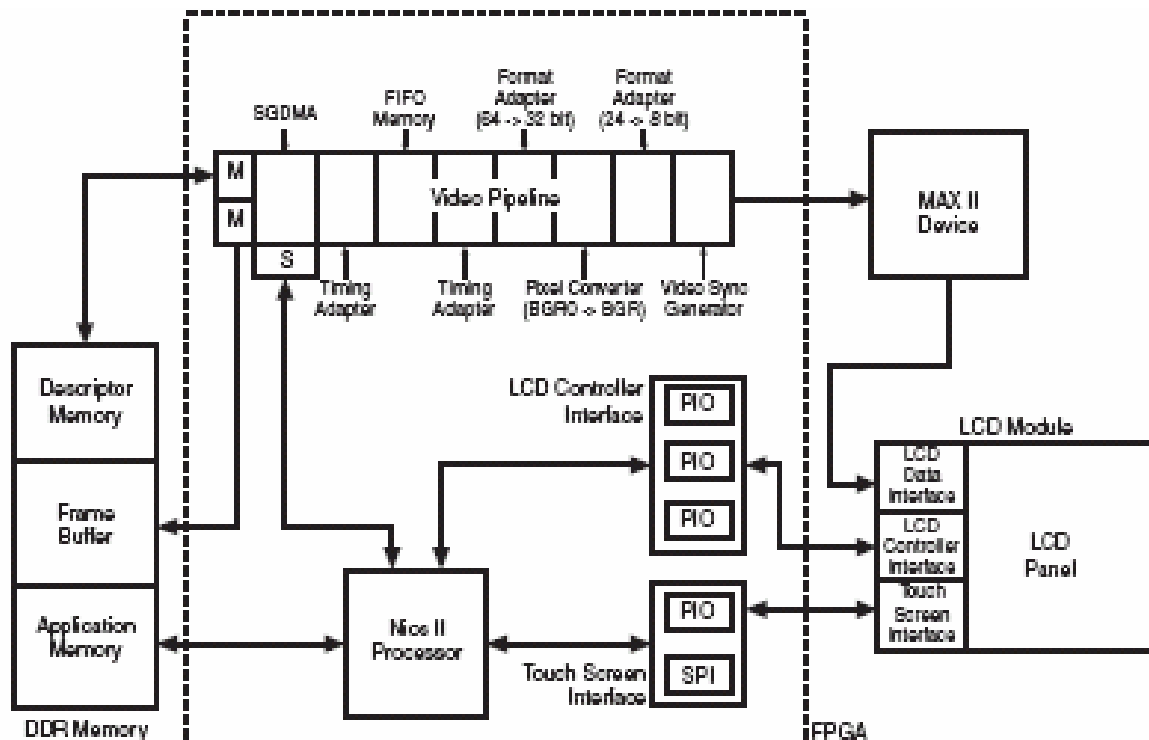 SGDMA
FIFO
Memory
Format
Adapter
(64 -> 32 bit)
Format
Adapter
(24 -> 8 bit)
M
M
S
Video Pipeline
Timing
Adapter
Timing
Adapter
Pixel Converter
(BGR0 -> BGR)
Video Sync
Generator
MAX II
Device
Descriptor
Memory
Frame
Buffer
Application
Memory
DDR Memory
Nios II
Processor
LCD Controller
Interface
PIO
PIO
PIO
Touch Screen
Interface
PIO
SPI
LCD Module
LCD
Data
Interface
LCD
Controller
Interface
Touch
Screen
Interface
LCD
Panel
FPGA